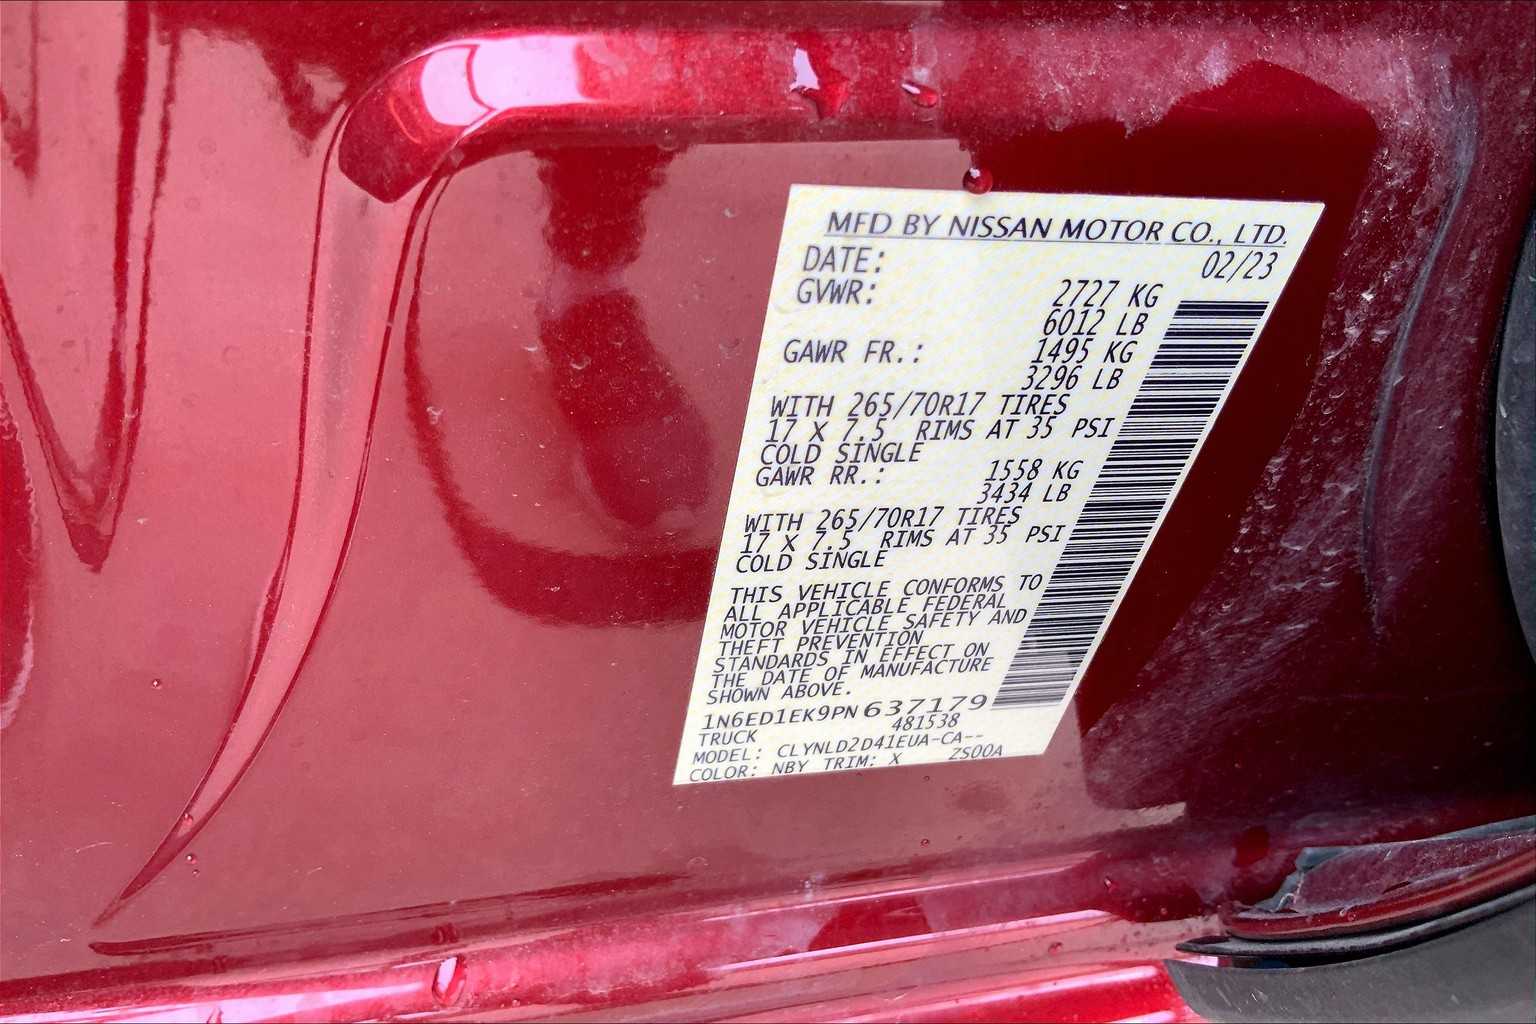 MFD BY NISSAN MOTOR CO., LTD.
DATE: 02/23
GVWR: 2727 KG
6012 LB
GAWR FR.: 1495 KG
3296 LB
WITH 265/70R17 TIRES
17 X 7.5 RIMS AT 35 PSI
COLD SINGLE
GAWR RR.: 1558 KG
3434 LB
WITH 265/70R17 TIRES
17 X 7.5 RIMS AT 35 PSI
COLD SINGLE
THIS VEHICLE CONFORMS TO
ALL APPLICABLE FEDERAL
MOTOR VEHICLE SAFETY AND
THEFT PREVENTION
STANDARDS IN EFFECT ON
THE DATE OF MANUFACTURE
SHOWN ABOVE.
1N6ED1EK9PN637179
TRUCK 481538
MODEL: CLYNLD2D41EUA-CA--
COLOR: NBY TRIM: X ZS00A